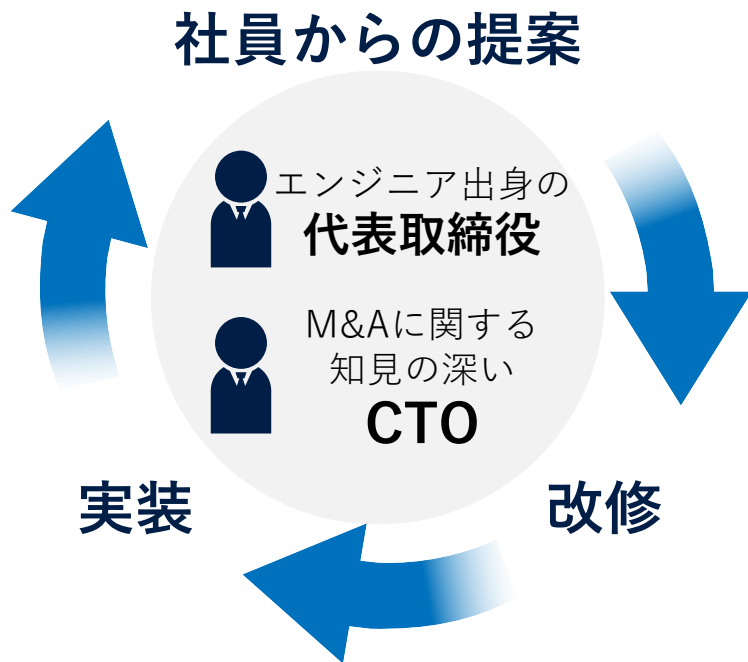 社員からの提案
エンジニア出身の
代表取締役
M&Aに関する
知見の深い
CTO
実装
改修